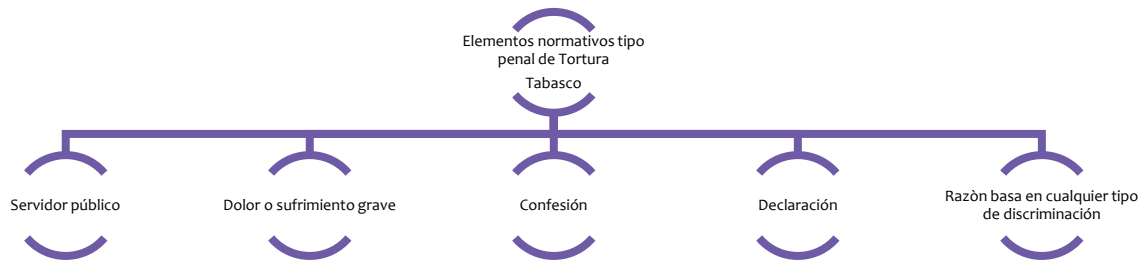 Elementos normativos tipo
penal de Tortura
Tabasco
Servidor público
Dolor o sufrimiento grave
Confesión
Declaración
Razòn basa en cualquier tipo
de discriminación